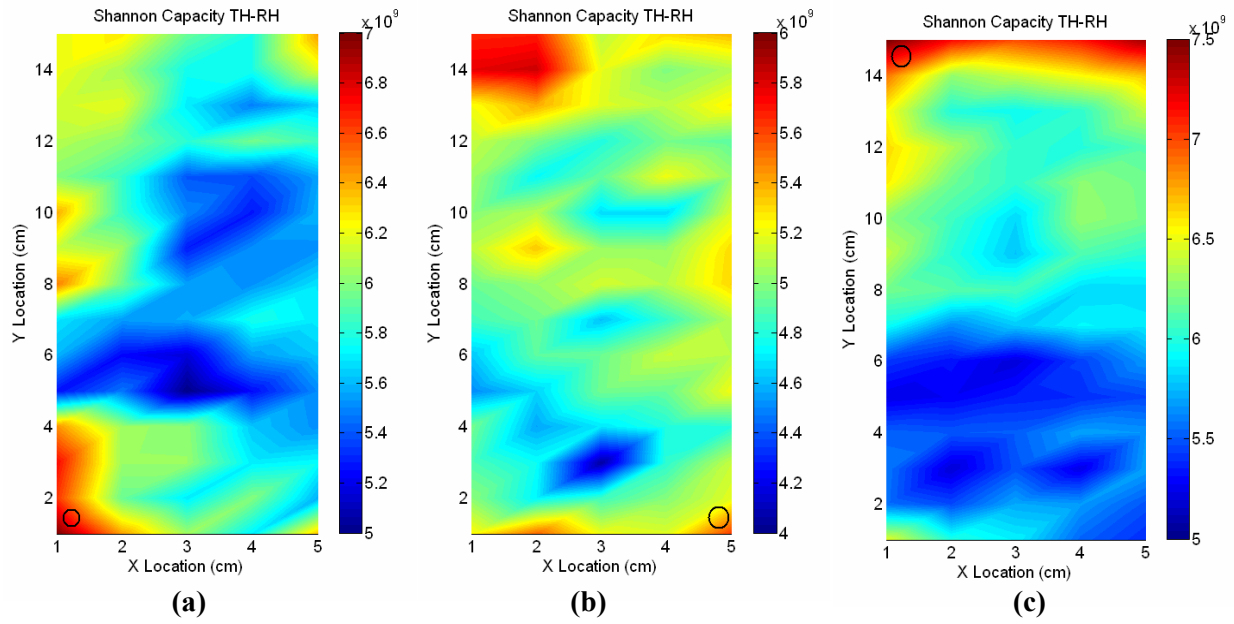 Shannon Capacity TH-RH
x 10^9
14
12
10
8
6
4
2
Y Location (cm)
1 2 3 4 5
X Location (cm)
7
6.8
6.6
6.4
6.2
6
5.8
5.6
5.4
5.2
5
(a)
Shannon Capacity TH-RH
x 10^9
14
12
10
8
6
4
2
Y Location (cm)
1 2 3 4 5
X Location (cm)
6
5.8
5.6
5.4
5.2
5
4.8
4.6
4.4
4.2
4
(b)
Shannon Capacity TH-RH
x 10^9
14
12
10
8
6
4
2
Y Location (cm)
1 2 3 4 5
X Location (cm)
7.5
7
6.5
6
5.5
5
(c)